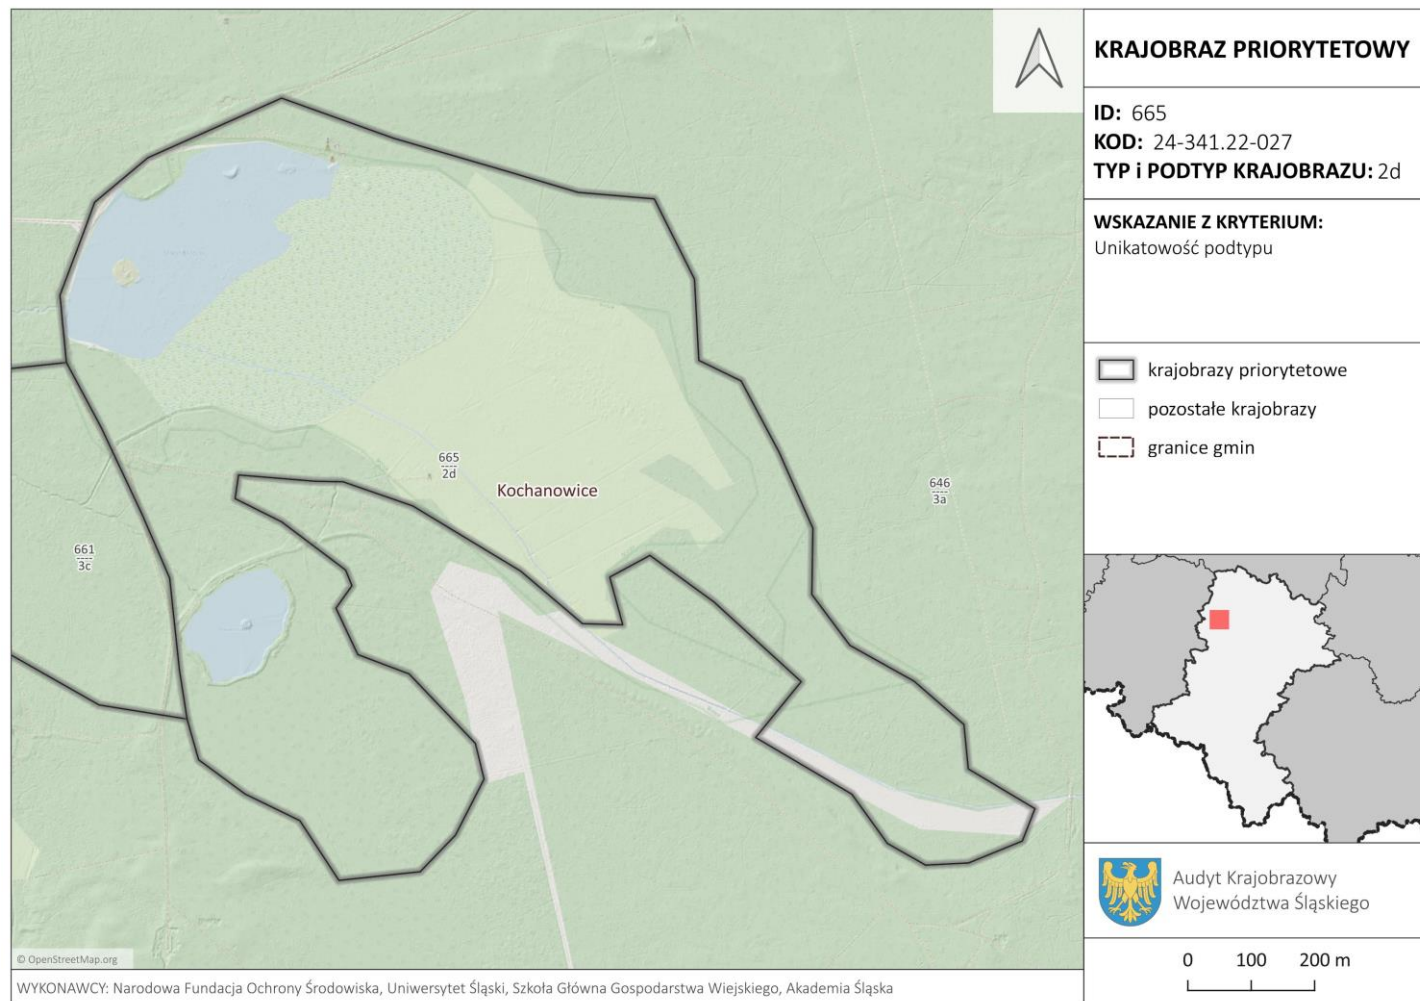 KRAJOBRAZ PRIORYTETOWY
ID: 665
KOD: 24-341.22-027
TYP i PODTYP KRAJOBRAZU: 2d
WSKAZANIE Z KRYTERIUM:
Unikatowość podtypu
krajobrazy priorytetowe
pozostałe krajobrazy
granice gmin
665
2d
Kochanowice
646
3a
661
3c
Audyt Krajobrazowy
Województwa Śląskiego
0 100 200 m
© OpenStreetMap.org
WYKONAWCY: Narodowa Fundacja Ochrony Środowiska, Uniwersytet Śląski, Szkoła Główna Gospodarstwa Wiejskiego, Akademia Śląska